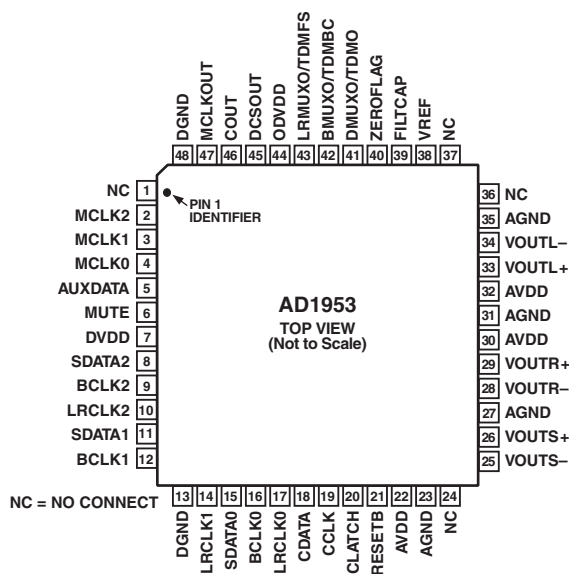 DGND
MCLKOUT
COUT
DCSOUT
ODVDD
LRMUXO/TDMFS
BMUXO/TDMBC
DMUXO/TDMO
ZEROFLAG
FILTCAP
VREF
NC
48 47 46 45 44 43 42 41 40 39 38 37
NC 1
MCLK2 2
MCLK1 3
MCLK0 4
AUXDATA 5
MUTE 6
DVDD 7
SDATA2 8
BCLK2 9
LRCLK2 10
SDATA1 11
BCLK1 12
PIN 1
IDENTIFIER
AD1953
TOP VIEW
(Not to Scale)
36 NC
35 AGND
34 VOUTL–
33 VOUTL+
32 AVDD
31 AGND
30 AVDD
29 VOUTR+
28 VOUTR–
27 AGND
26 VOUTS+
25 VOUTS–
NC = NO CONNECT
13 14 15 16 17 18 19 20 21 22 23 24
DGND
LRCLK1
SDATA0
BCLK0
LRCLK0
CDATA
CCLK
CLATCH
RESETB
AVDD
AGND
NC